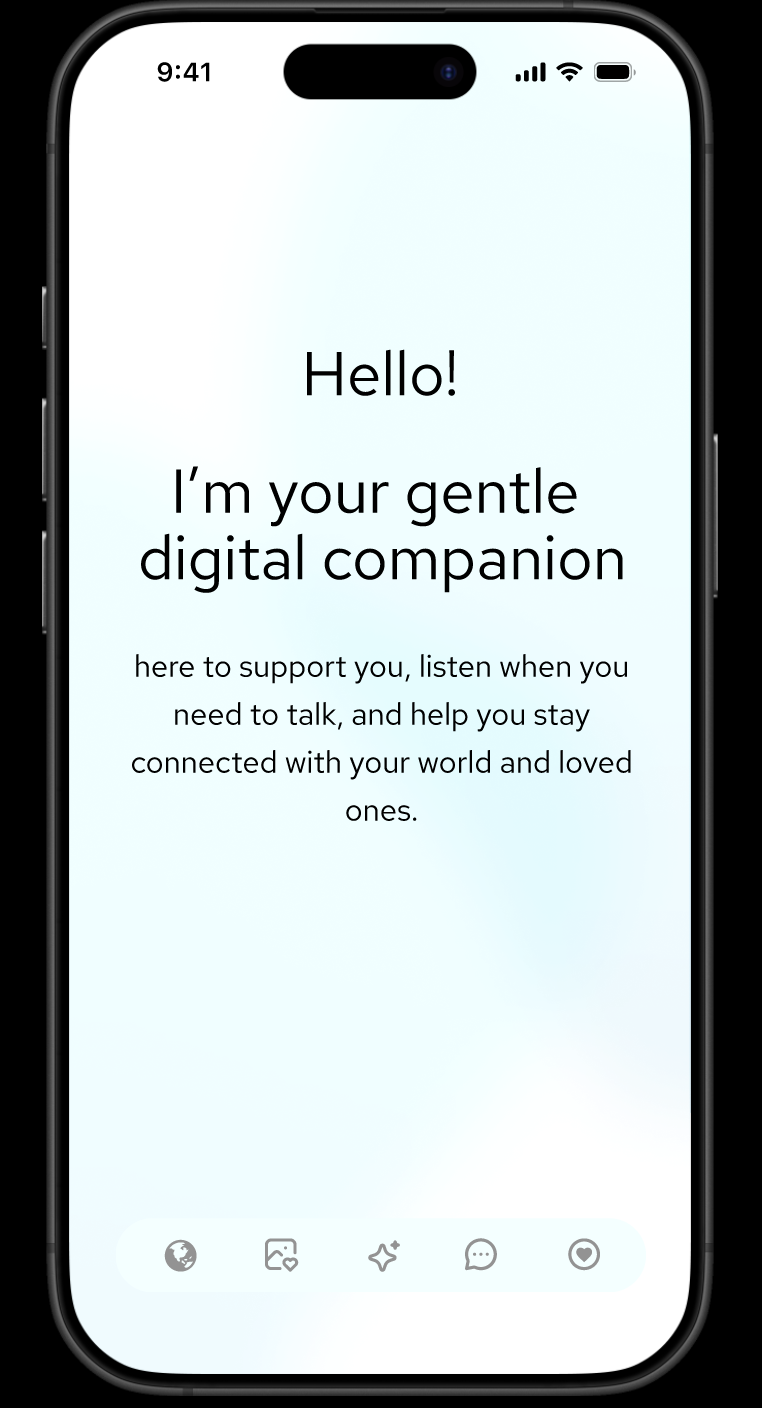 9:41
Hello!
I’m your gentle
digital companion
here to support you, listen when you
need to talk, and help you stay
connected with your world and loved
ones.